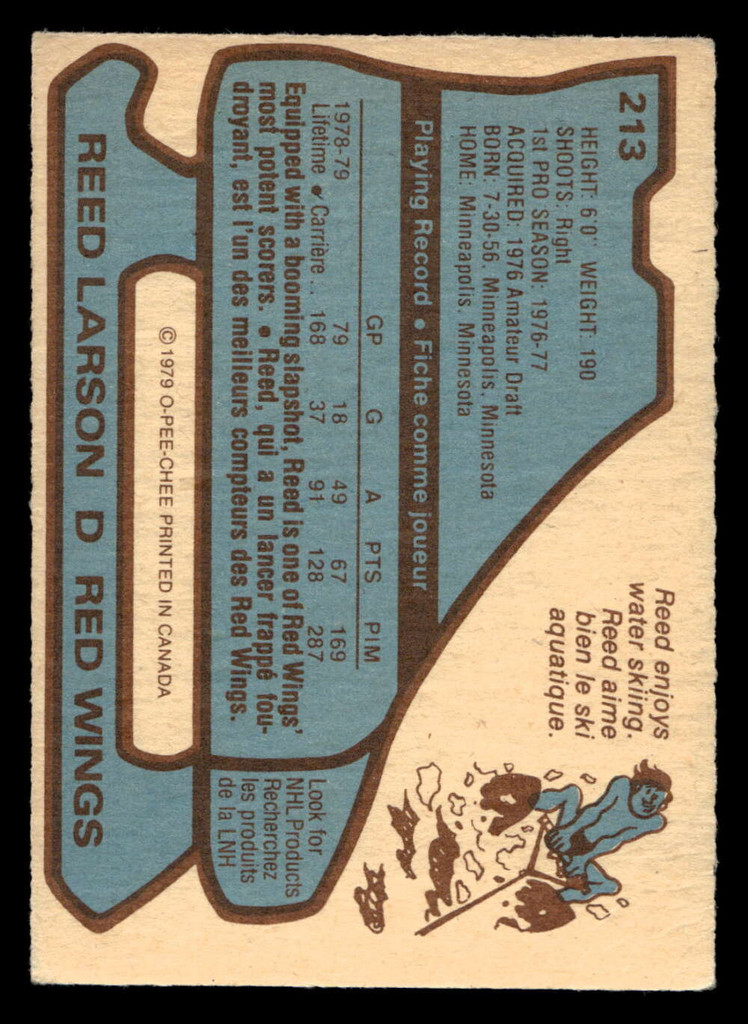 213
HEIGHT: 6'0" WEIGHT: 190
SHOOTS: Right
1st PRO SEASON: 1976-77
ACQUIRED: 1976 Amateur Draft
BORN: 7-30-56, Minneapolis, Minnesota
HOME: Minneapolis, Minnesota
Reed enjoys
water skiing.
Reed aime
bien le ski
aquatique.
Playing Record • Fiche comme joueur
GP G A PTS PIM
1978-79 79 18 49 67 169
Lifetime • Carrière ... 168 37 91 128 287
Equipped with a booming slapshot, Reed is one of Red Wings'
most potent scorers. • Reed, qui a un lancer frappé fou-
droyant, est l'un des meilleurs compteurs des Red Wings.
Look for
NHL Products
Recherchez
les produits
de la LNH
© 1979 O-PEE-CHEE PRINTED IN CANADA
REED LARSON D RED WINGS